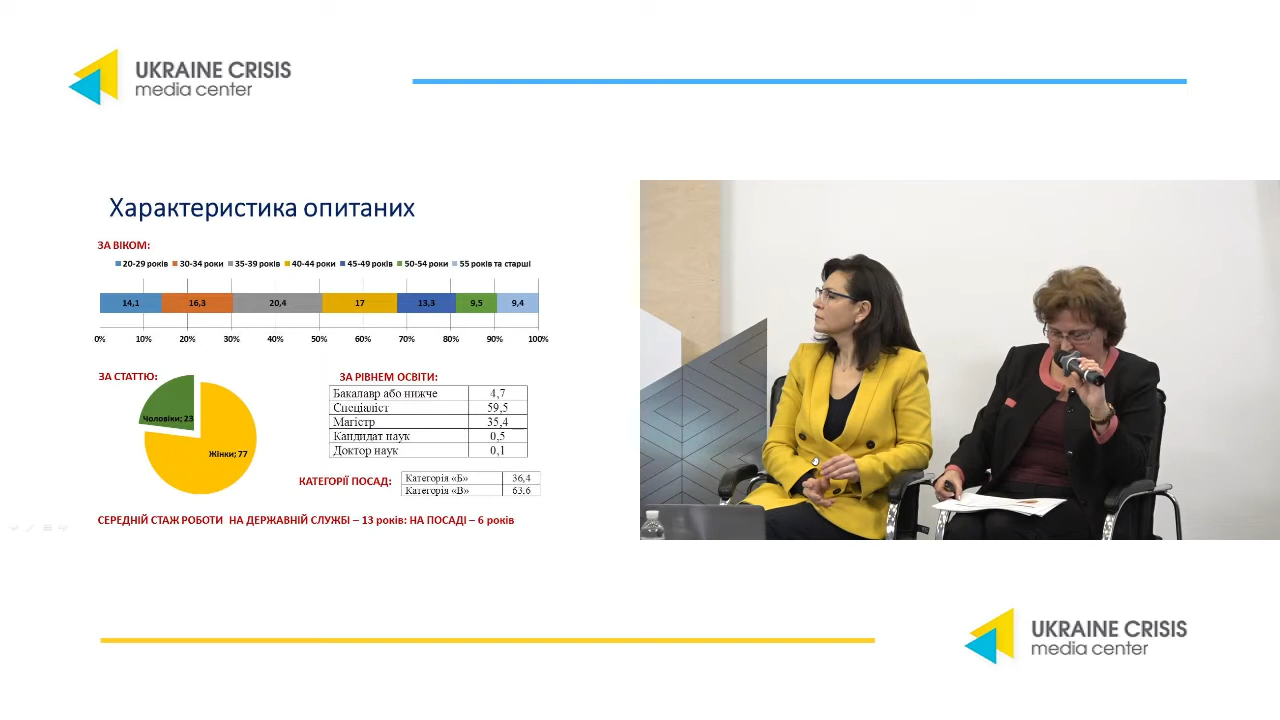 UKRAINE CRISIS
media center
Характеристика опитаних
ЗА ВІКОМ:
20-29 років 30-34 роки 35-39 років 40-44 роки 45-49 років 50-54 роки 55 років та старші
14,1 16,3 20,4 17 13,3 9,5 9,4
0% 10% 20% 30% 40% 50% 60% 70% 80% 90% 100%
ЗА СТАТТЮ:
Чоловіки; 23
Жінки; 77
ЗА РІВНЕМ ОСВІТИ:
Бакалавр або нижче 4,7
Спеціаліст 59,5
Магістр 35,4
Кандидат наук 0,5
Доктор наук 0,1
КАТЕГОРІЇ ПОСАД:
Категорія «Б» 36,4
Категорія «В» 63,6
СЕРЕДНІЙ СТАЖ РОБОТИ НА ДЕРЖАВНІЙ СЛУЖБІ – 13 років: НА ПОСАДІ – 6 років
UKRAINE CRISIS
media center